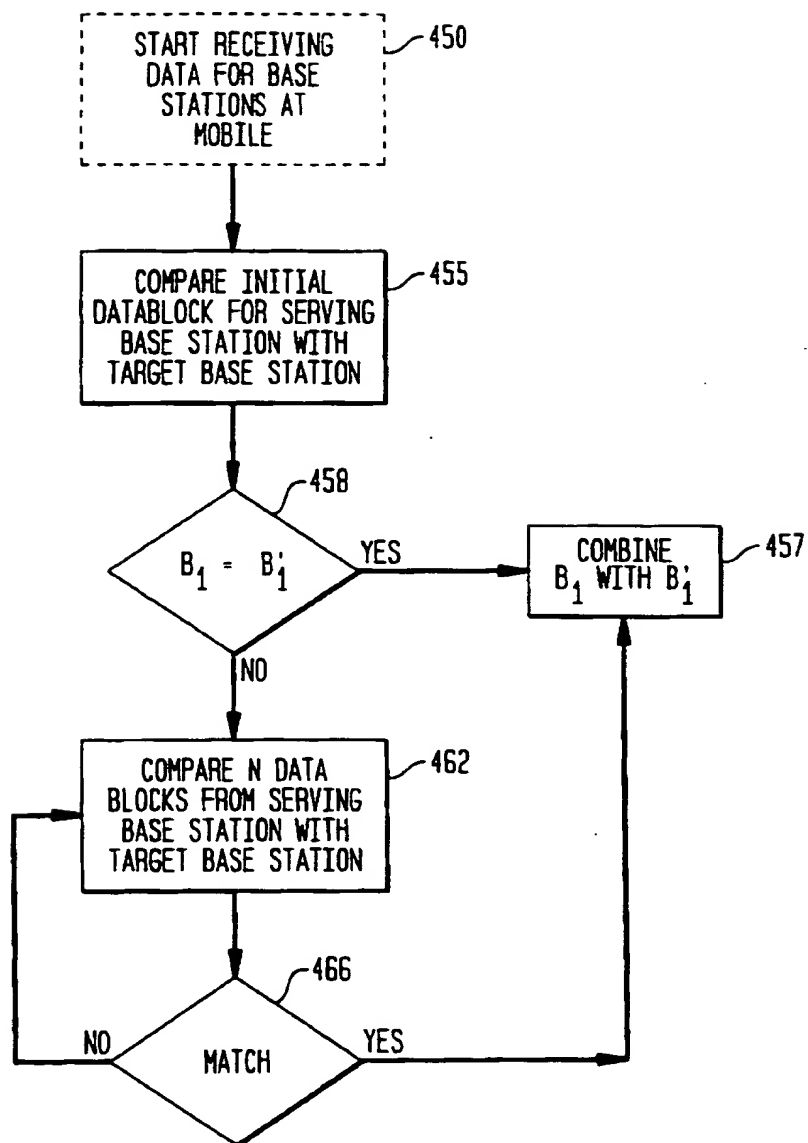 START RECEIVING
DATA FOR BASE
STATIONS AT
MOBILE
450
COMPARE INITIAL
DATABLOCK FOR SERVING
BASE STATION WITH
TARGET BASE STATION
455
458
B₁ = B₁'
YES
NO
COMBINE
B₁ WITH B₁'
457
COMPARE N DATA
BLOCKS FROM SERVING
BASE STATION WITH
TARGET BASE STATION
462
466
MATCH
NO
YES